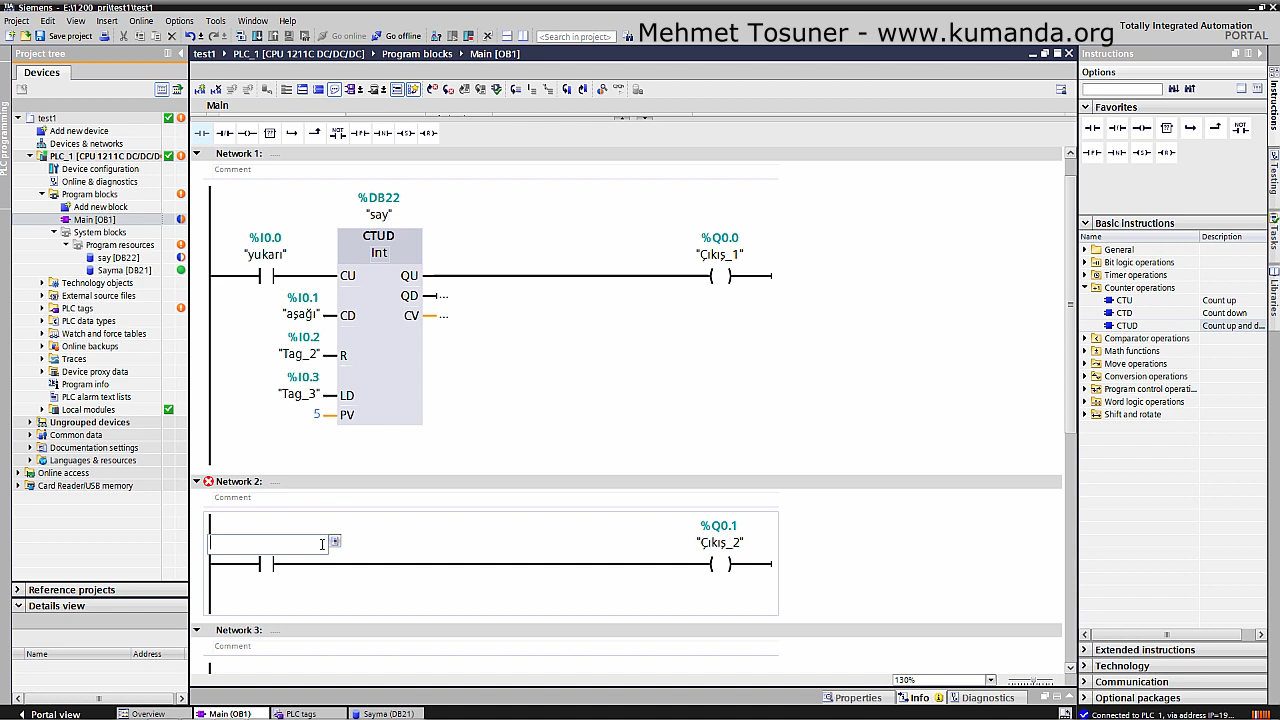 Siemens - E:\1200_prj\test1\test1
Mehmet Tosuner - www.kumanda.org
Project Edit View Insert Online Options Tools Window Help
Totally Integrated Automation
PORTAL
Save project
Go online
Go offline
<Search in project>
Project tree
test1 PLC_1 [CPU 1211C DC/DC/DC] Program blocks Main [OB1]
Instructions
Devices
Options
PLC programming
Main
Favorites
test1
Add new device
Devices & networks
PLC_1 [CPU 1211C DC/DC/D
Device configuration
Online & diagnostics
Program blocks
Add new block
Main [OB1]
System blocks
Program resources
say [DB22]
Sayma [DB21]
Technology objects
External source files
PLC tags
PLC data types
Watch and force tables
Online backups
Traces
Device proxy data
Program info
PLC alarm text lists
Local modules
Ungrouped devices
Common data
Documentation settings
Languages & resources
Online access
Card Reader/USB memory
Reference projects
Details view
Name Address
Network 1: .....
Comment
%DB22
"say"
CTUD
Int
%I0.0
"yukarı"
CU
QU
%Q0.0
"Çıkış_1"
QD
...
%I0.1
"aşağı"
CD
CV
...
%I0.2
"Tag_2"
R
%I0.3
"Tag_3"
LD
5
PV
Network 2: .....
Comment
%Q0.1
"Çıkış_2"
Network 3: .....
Comment
130%
Properties Info Diagnostics
Basic instructions
Name Description
General
Bit logic operations
Timer operations
Counter operations
CTU Count up
CTD Count down
CTUD Count up and d...
Comparator operations
Math functions
Move operations
Conversion operations
Program control operati...
Word logic operations
Shift and rotate
Extended instructions
Technology
Communication
Optional packages
Instructions
Testing
Tasks
Libraries
Portal view
Overview
Main (OB1)
PLC tags
Sayma (DB21)
Connected to PLC_1, via address IP=19...